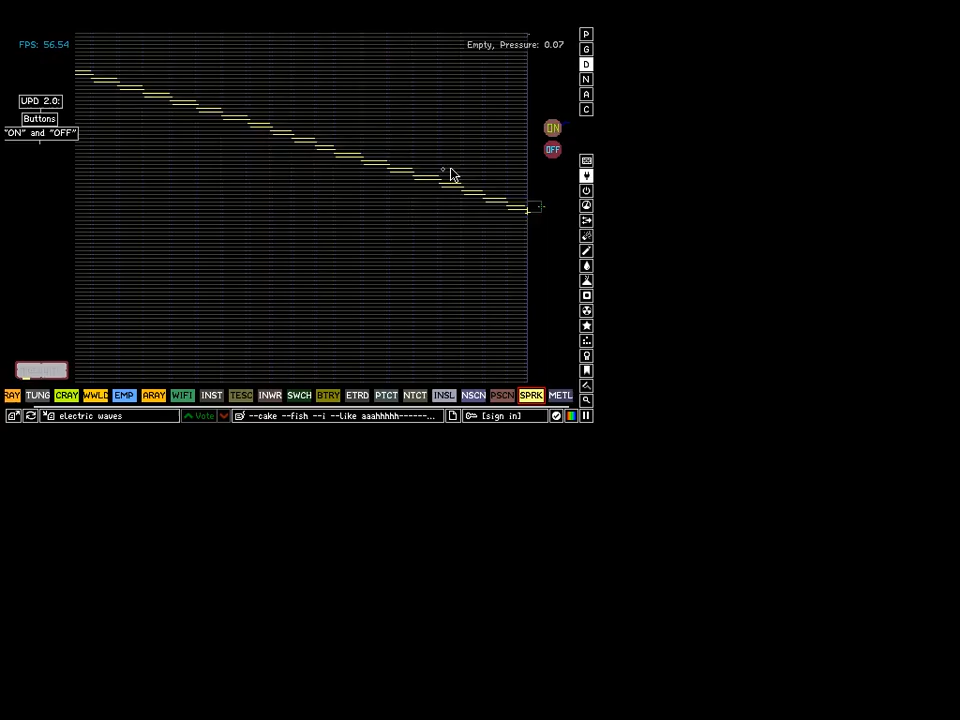 FPS: 56.54
Empty, Pressure: 0.07
P
G
D
N
A
C
UPD 2.0:
Buttons
"ON" and "OFF"
ON
OFF
RAY TUNG CRAY WWLD EMP ARAY WIFI INST TESC INWR SWCH BTRY ETRD PTCT NTCT INSL NSCN PSCN SPRK METL
electric waves Vote --cake --fish --i --like aaahhhhh------... [sign in]